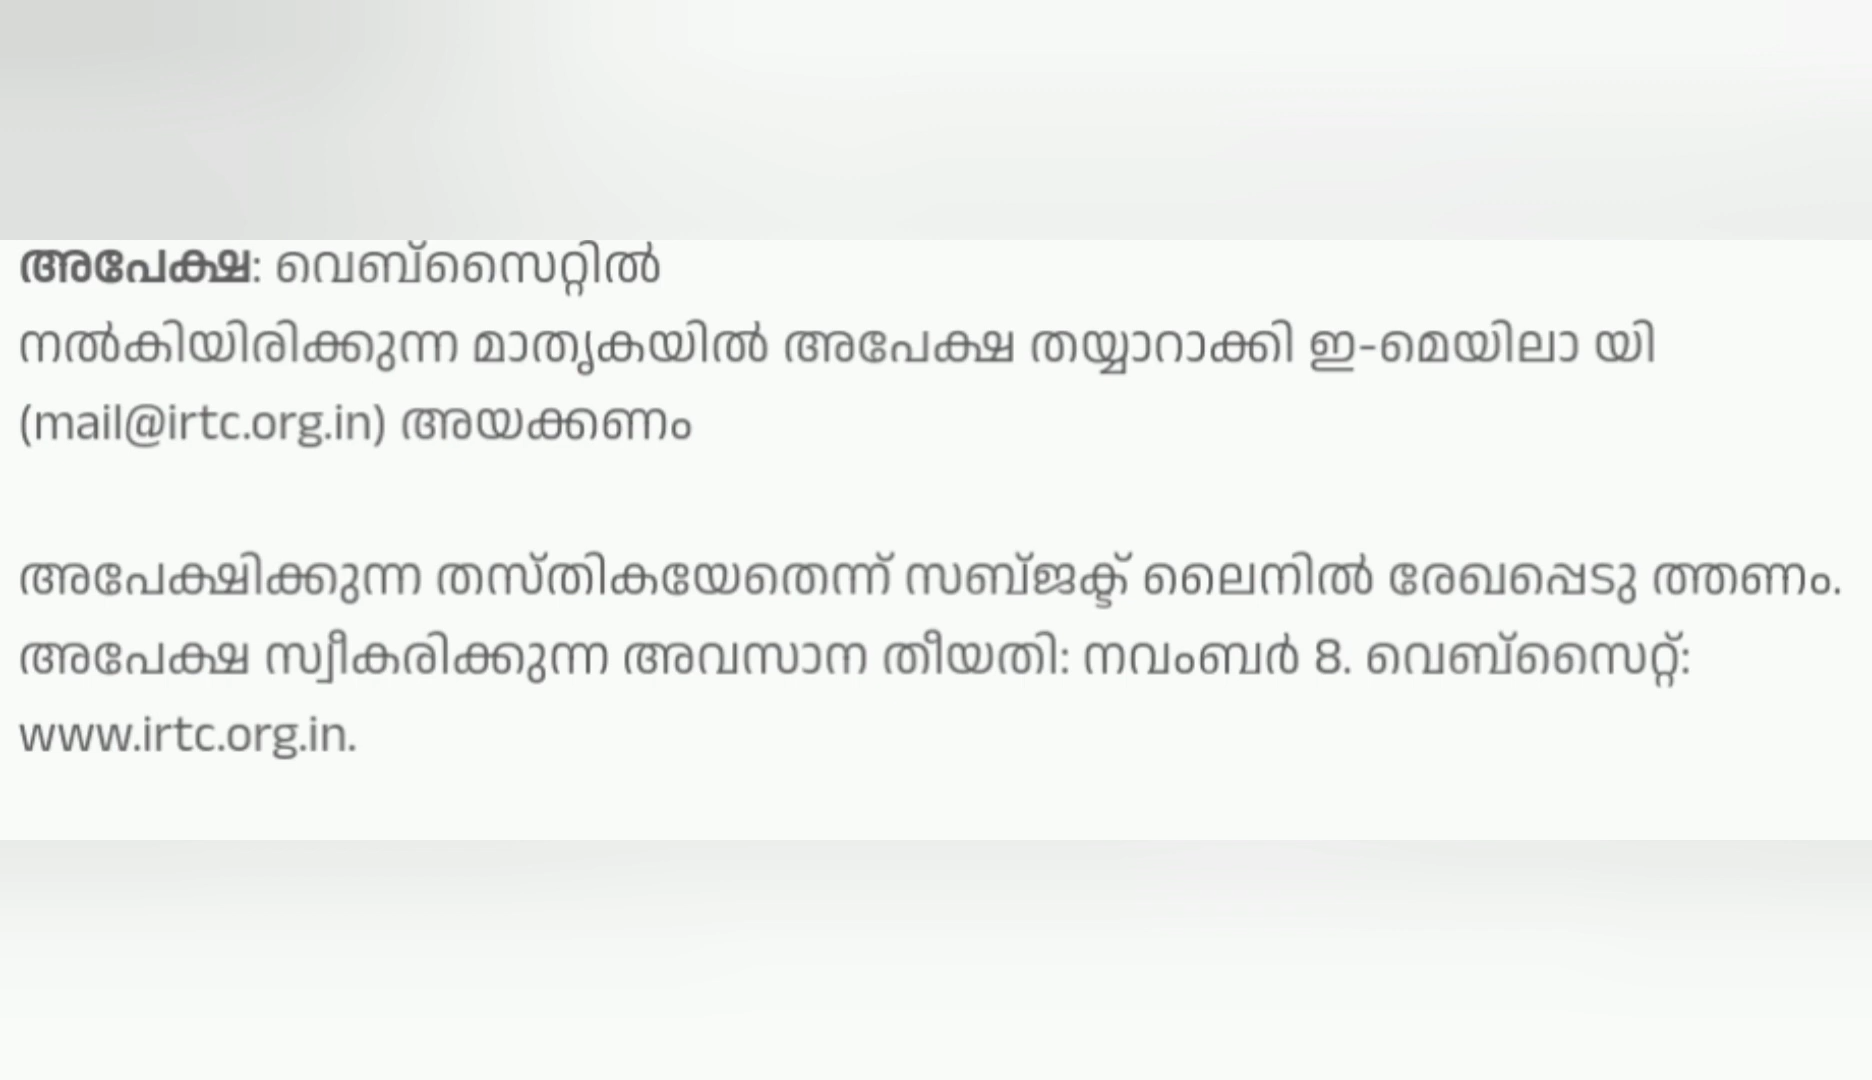 അപേക്ഷ: വെബ്സൈറ്റിൽ
നൽകിയിരിക്കുന്ന മാതൃകയിൽ അപേക്ഷ തയ്യാറാക്കി ഇ-മെയിലാ യി
(mail@irtc.org.in) അയക്കണം
അപേക്ഷിക്കുന്ന തസ്തികയേതെന്ന് സബ്ജക്ട് ലൈനിൽ രേഖപ്പെടു ത്തണം.
അപേക്ഷ സ്വീകരിക്കുന്ന അവസാന തീയതി: നവംബർ 8. വെബ്സൈറ്റ്:
www.irtc.org.in.